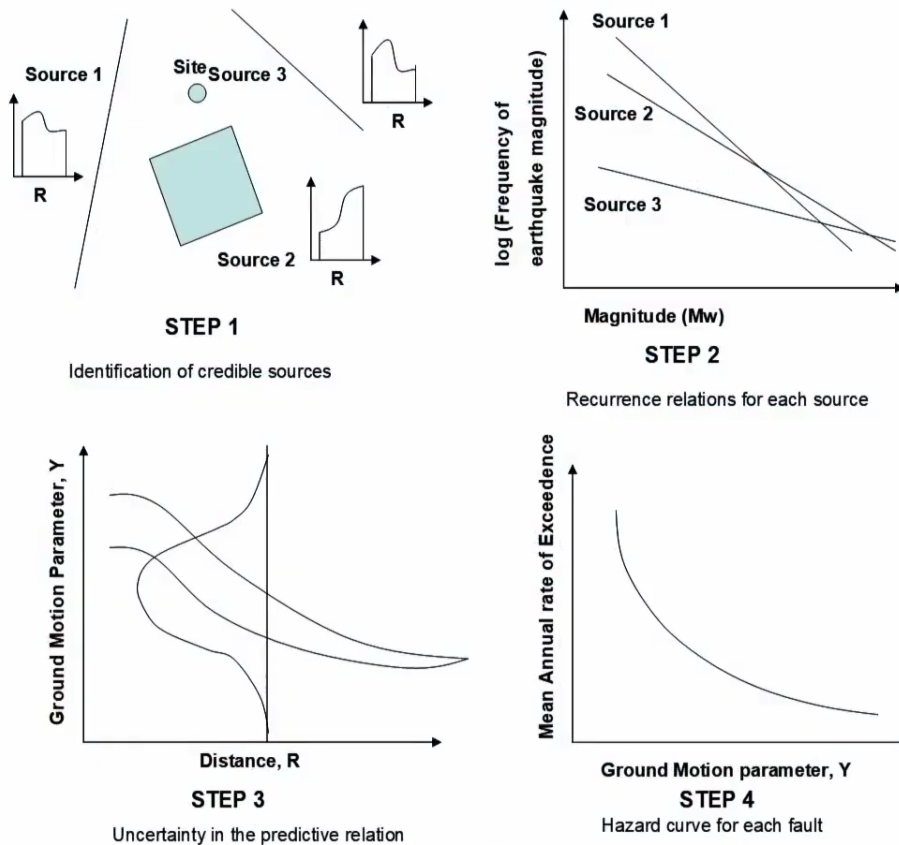 Source 1
R
Site
Source 3
R
Source 2
R
STEP 1
Identification of credible sources
log (Frequency of
earthquake magnitude)
Source 1
Source 2
Source 3
Magnitude (Mw)
STEP 2
Recurrence relations for each source
Ground Motion Parameter, Y
Distance, R
STEP 3
Uncertainty in the predictive relation
Mean Annual rate of Exceedence
Ground Motion parameter, Y
STEP 4
Hazard curve for each fault